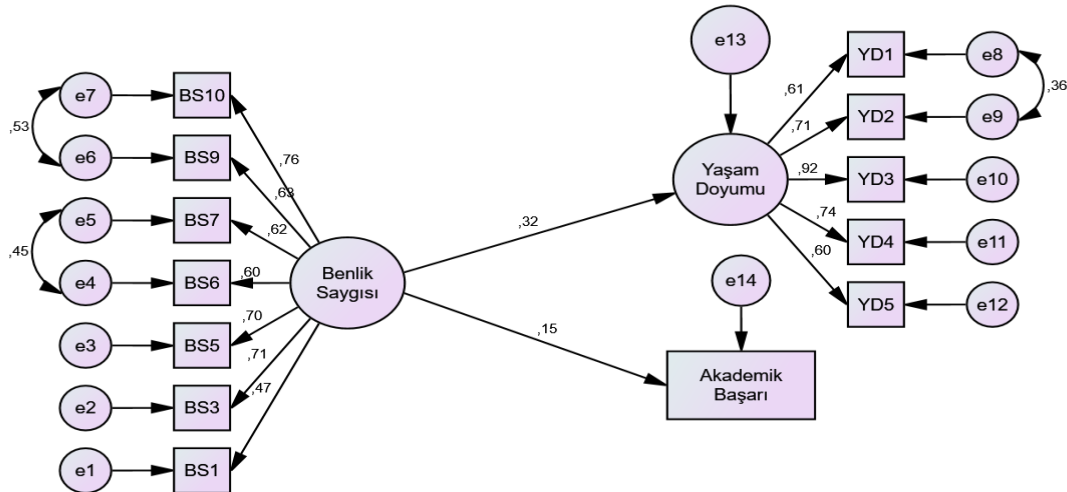 e13
YD1
e8
,61
,36
e7
BS10
,71
YD2
e9
,53
,76
e6
BS9
Yaşam
Doyumu
,92
YD3
e10
,63
e5
BS7
,32
,74
YD4
e11
,62
,60
,45
Benlik
Saygısı
e14
e4
BS6
,60
YD5
e12
,70
,15
e3
BS5
,71
Akademik
Başarı
,47
e2
BS3
e1
BS1